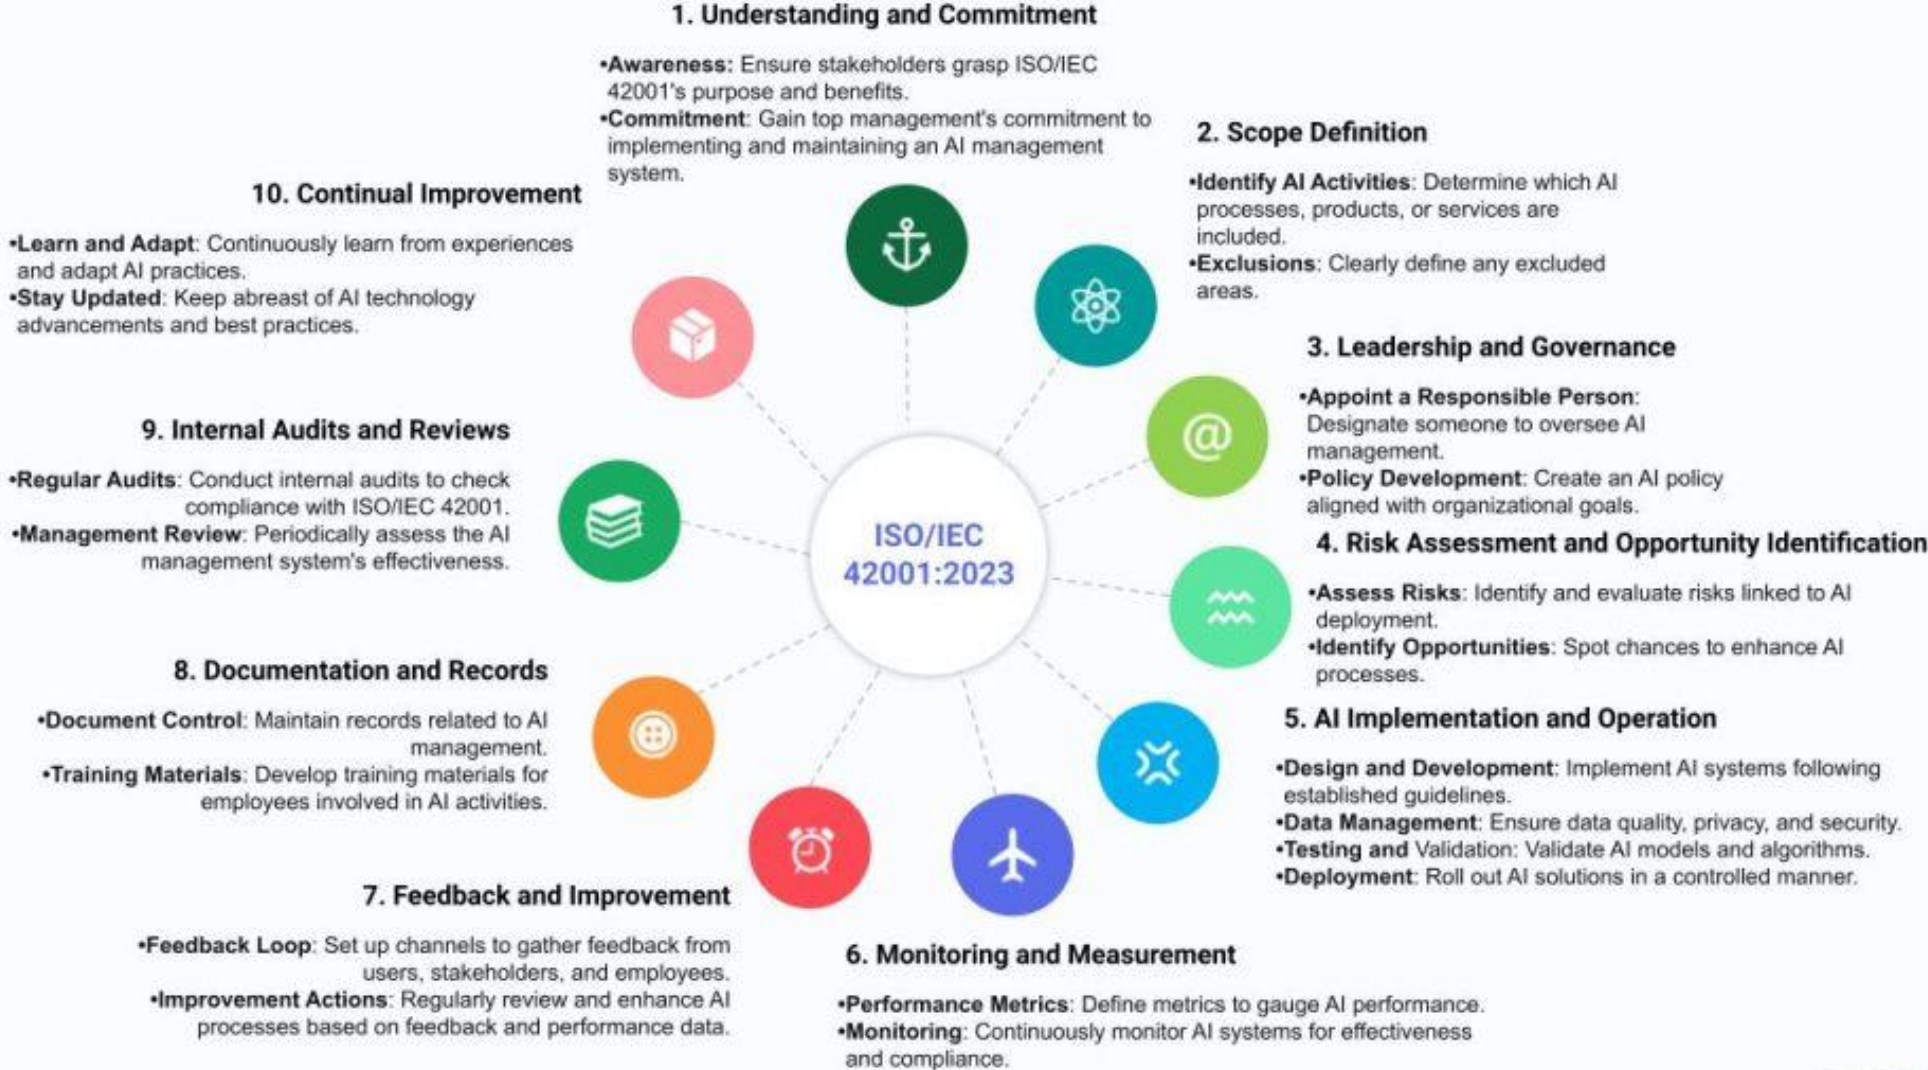 1. Understanding and Commitment
•Awareness: Ensure stakeholders grasp ISO/IEC
42001's purpose and benefits.
•Commitment: Gain top management's commitment to
implementing and maintaining an AI management
system.
2. Scope Definition
•Identify AI Activities: Determine which AI
processes, products, or services are
included.
•Exclusions: Clearly define any excluded
areas.
3. Leadership and Governance
•Appoint a Responsible Person:
Designate someone to oversee AI
management.
•Policy Development: Create an AI policy
aligned with organizational goals.
4. Risk Assessment and Opportunity Identification
•Assess Risks: Identify and evaluate risks linked to AI
deployment.
•Identify Opportunities: Spot chances to enhance AI
processes.
5. AI Implementation and Operation
•Design and Development: Implement AI systems following
established guidelines.
•Data Management: Ensure data quality, privacy, and security.
•Testing and Validation: Validate AI models and algorithms.
•Deployment: Roll out AI solutions in a controlled manner.
6. Monitoring and Measurement
•Performance Metrics: Define metrics to gauge AI performance.
•Monitoring: Continuously monitor AI systems for effectiveness
and compliance.
7. Feedback and Improvement
•Feedback Loop: Set up channels to gather feedback from
users, stakeholders, and employees.
•Improvement Actions: Regularly review and enhance AI
processes based on feedback and performance data.
8. Documentation and Records
•Document Control: Maintain records related to AI
management.
•Training Materials: Develop training materials for
employees involved in AI activities.
9. Internal Audits and Reviews
•Regular Audits: Conduct internal audits to check
compliance with ISO/IEC 42001.
•Management Review: Periodically assess the AI
management system's effectiveness.
10. Continual Improvement
•Learn and Adapt: Continuously learn from experiences
and adapt AI practices.
•Stay Updated: Keep abreast of AI technology
advancements and best practices.
@
ISO/IEC
42001:2023